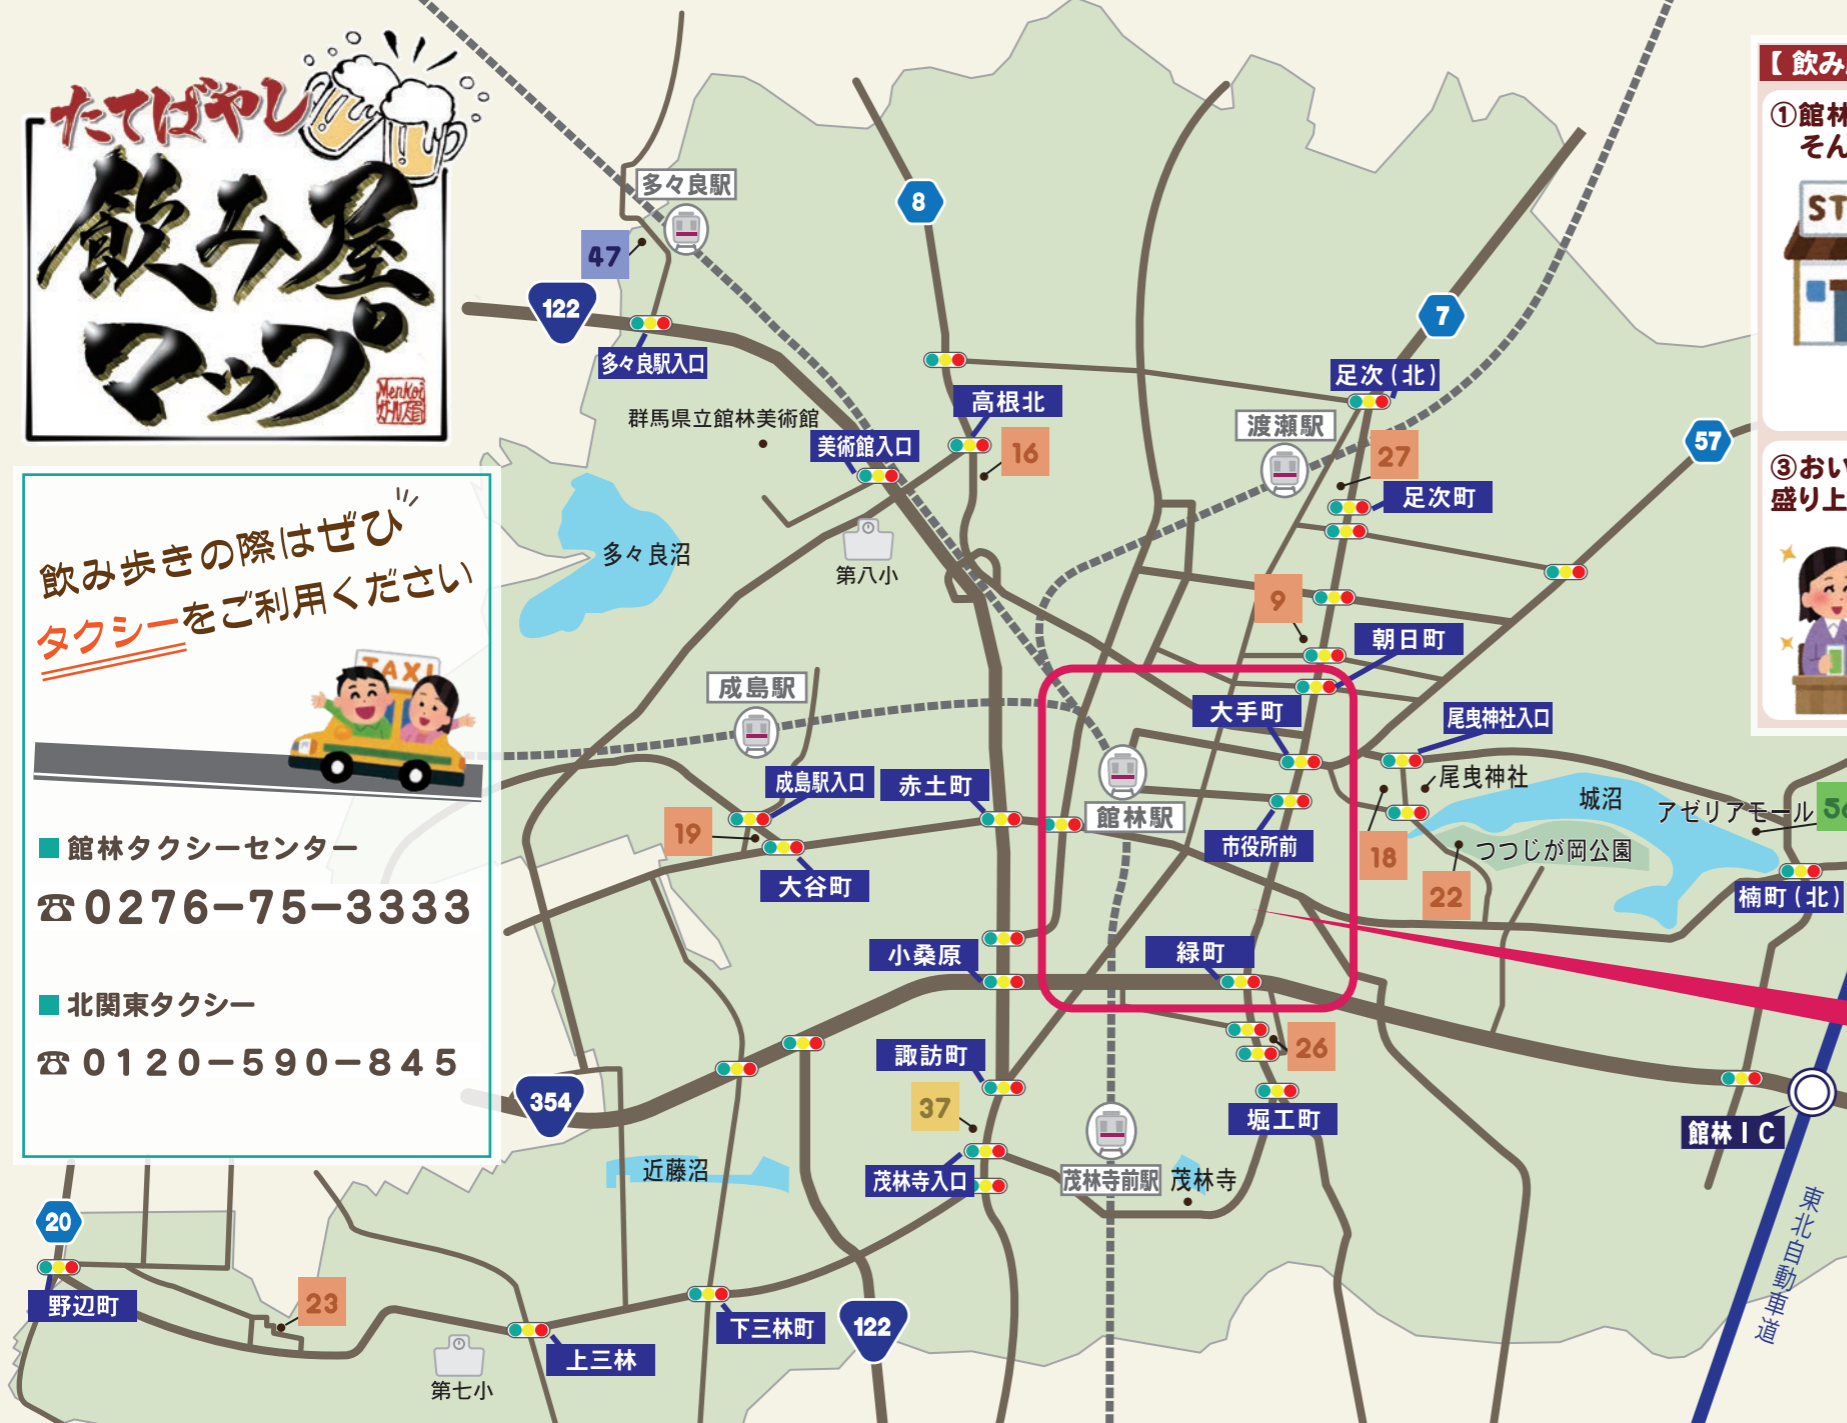 たてばやし
飲み屋の
マップ
飲み歩きの際はぜひ
タクシーをご利用ください
TAXI
■ 館林タクシーセンター
☎0276−75−3333
■ 北関東タクシー
☎0120−590−845
多々良駅
47
122
多々良駅入口
8
7
57
足次(北)
高根北
群馬県立館林美術館
美術館入口
16
渡瀬駅
27
足次町
多々良沼
第八小
9
朝日町
成島駅
大手町
尾曳神社入口
尾曳神社
城沼
アゼリアモール
56
成島駅入口
赤土町
館林駅
市役所前
19
大谷町
18
つつじが岡公園
22
楠町(北)
小桑原
緑町
諏訪町
26
354
37
堀工町
館林IC
茂林寺入口
茂林寺前駅
茂林寺
近藤沼
東北自動車道
20
野辺町
23
下三林町
122
上三林
第七小
【飲み
①館林
そん
ST
③おい
盛り上